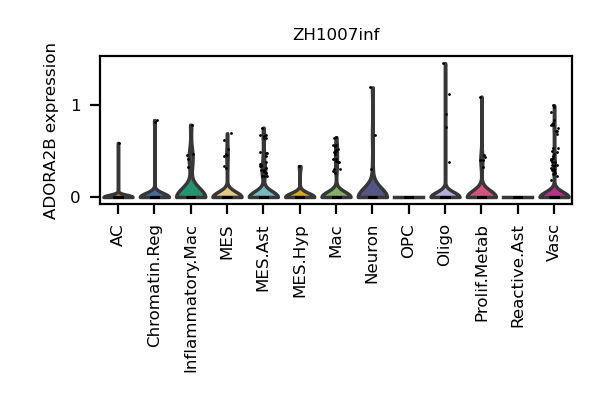 ZH1007inf
ADORA2B expression
1
0
AC
Chromatin.Reg
Inflammatory.Mac
MES
MES.Ast
MES.Hyp
Mac
Neuron
OPC
Oligo
Prolif.Metab
Reactive.Ast
Vasc